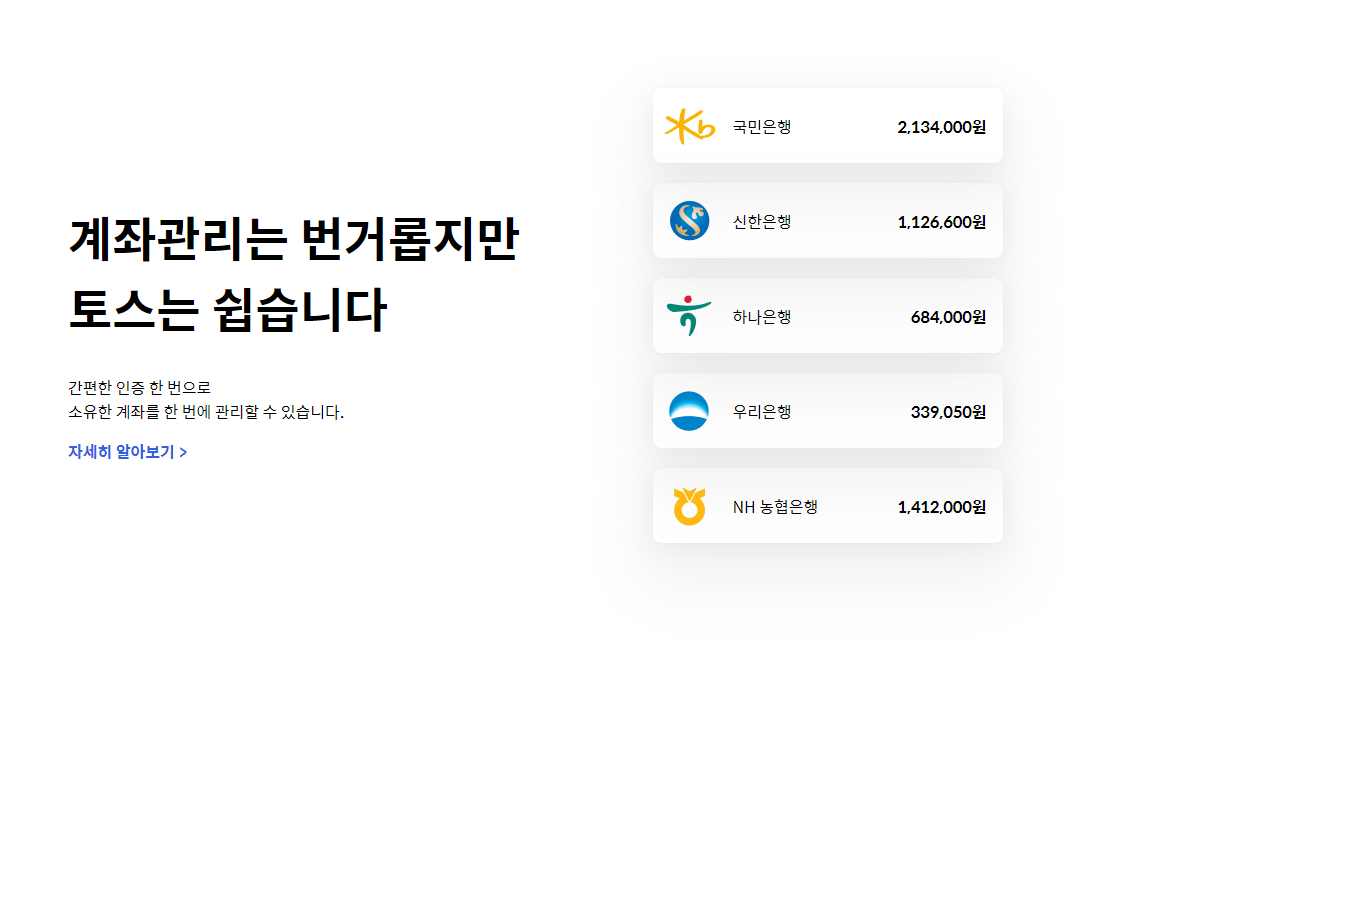 계좌관리는 번거롭지만
토스는 쉽습니다
간편한 인증 한 번으로
소유한 계좌를 한 번에 관리할 수 있습니다.
자세히 알아보기 >
국민은행 2,134,000원
신한은행 1,126,600원
하나은행 684,000원
우리은행 339,050원
NH 농협은행 1,412,000원